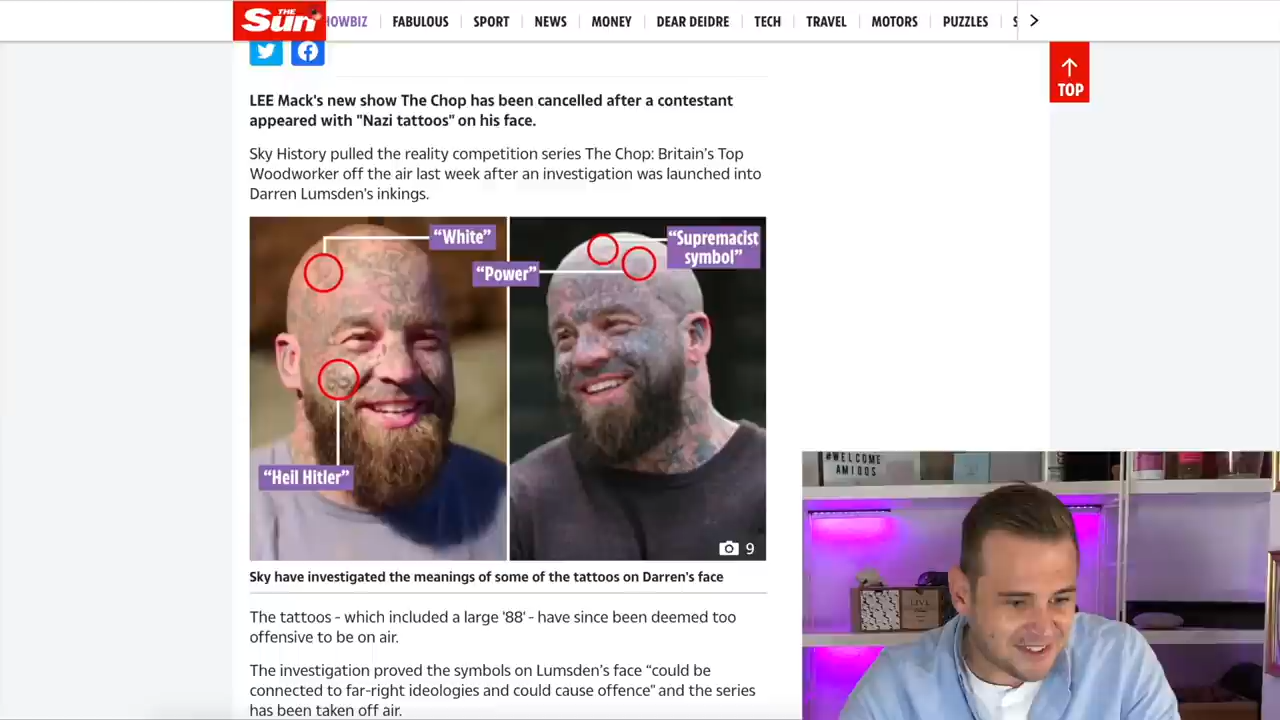 THE
Sun
HOWBIZ
FABULOUS
SPORT
NEWS
MONEY
DEAR DEIDRE
TECH
TRAVEL
MOTORS
PUZZLES
TOP
LEE Mack's new show The Chop has been cancelled after a contestant
appeared with "Nazi tattoos" on his face.
Sky History pulled the reality competition series The Chop: Britain's Top
Woodworker off the air last week after an investigation was launched into
Darren Lumsden's inkings.
"White"
"Supremacist
symbol"
"Power"
"Heil Hitler"
9
Sky have investigated the meanings of some of the tattoos on Darren's face
The tattoos - which included a large '88' - have since been deemed too
offensive to be on air.
The investigation proved the symbols on Lumsden's face "could be
connected to far-right ideologies and could cause offence" and the series
has been taken off air.
#WELCOME
AMIGOS
LIVE